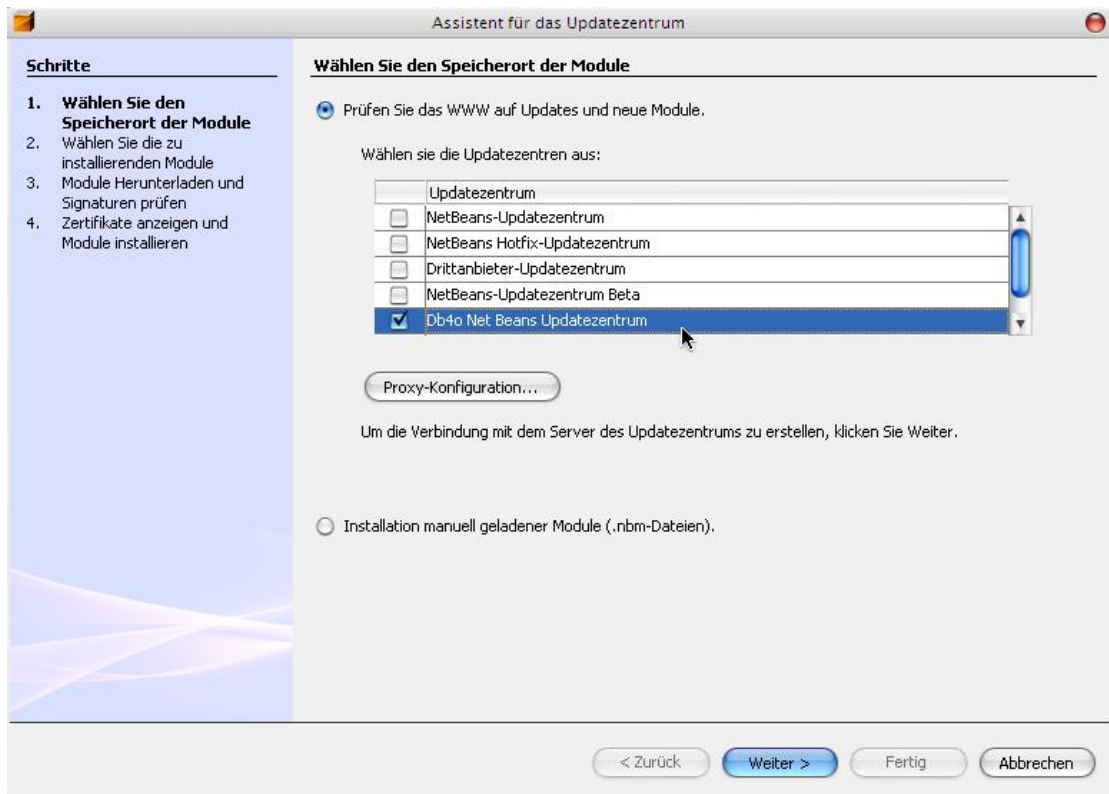 Assistent für das Updatezentrum
Schritte
1. Wählen Sie den
Speicherort der Module
2. Wählen Sie die zu
installierenden Module
3. Module Herunterladen und
Signaturen prüfen
4. Zertifikate anzeigen und
Module installieren
Wählen Sie den Speicherort der Module
Prüfen Sie das WWW auf Updates und neue Module.
Wählen sie die Updatezentren aus:
Updatezentrum
NetBeans-Updatezentrum
NetBeans Hotfix-Updatezentrum
Drittanbieter-Updatezentrum
NetBeans-Updatezentrum Beta
Db4o Net Beans Updatezentrum
Proxy-Konfiguration...
Um die Verbindung mit dem Server des Updatezentrums zu erstellen, klicken Sie Weiter.
Installation manuell geladener Module (.nbm-Dateien).
< Zurück
Weiter >
Fertig
Abbrechen